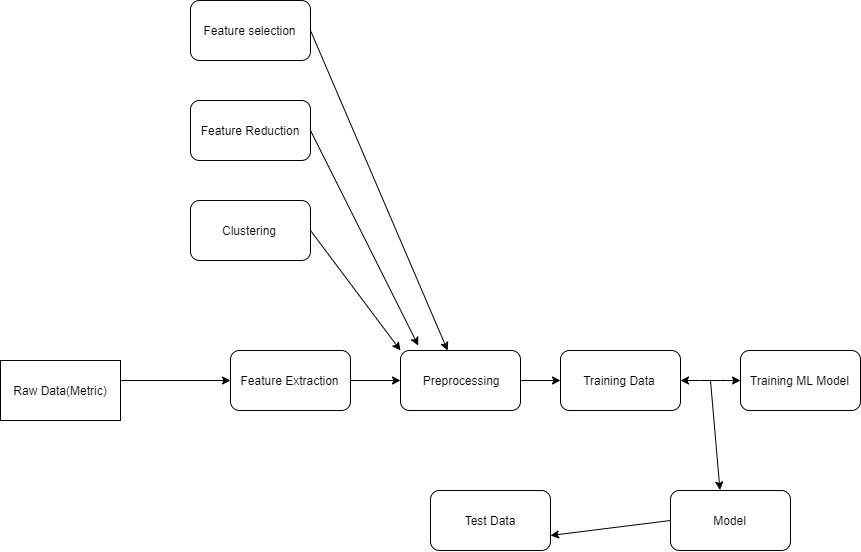 Feature selection
Feature Reduction
Clustering
Raw Data(Metric)
Feature Extraction
Preprocessing
Training Data
Training ML Model
Test Data
Model